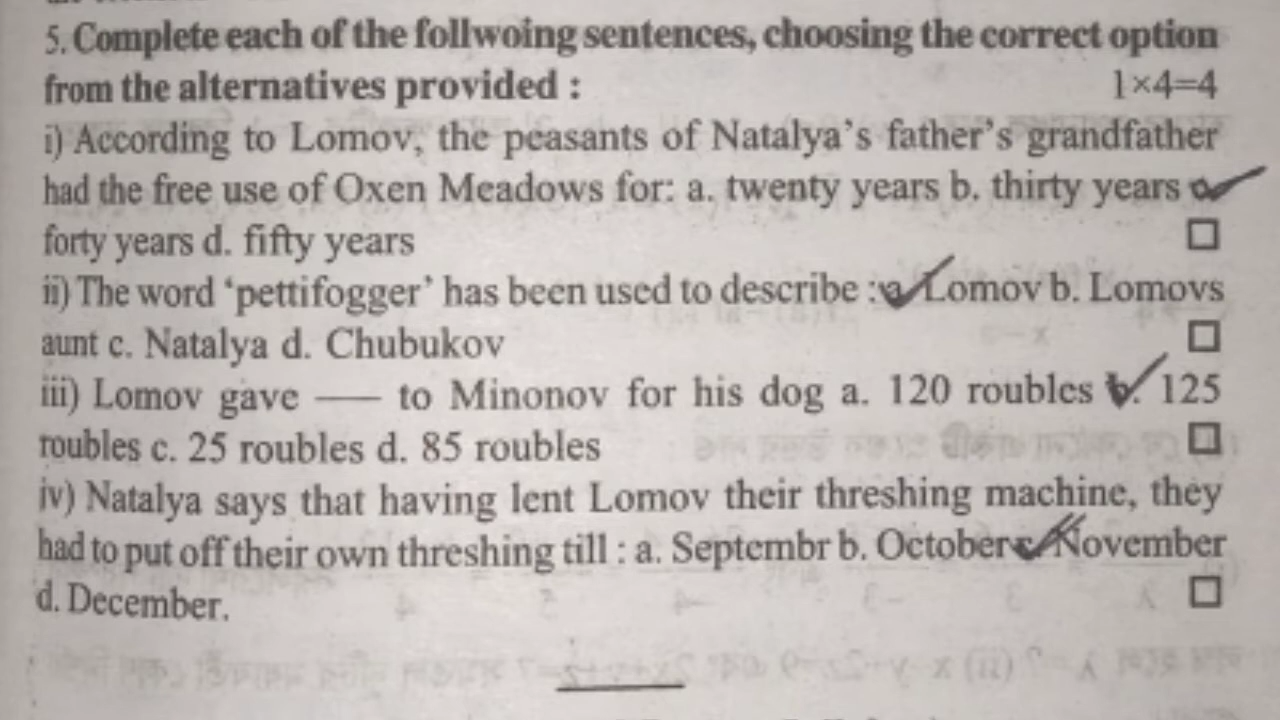 5. Complete each of the follwoing sentences, choosing the correct option
from the alternatives provided : 1×4=4
i) According to Lomov, the peasants of Natalya's father's grandfather
had the free use of Oxen Meadows for: a. twenty years b. thirty years
forty years d. fifty years
ii) The word 'pettifogger' has been used to describe : a. Lomov b. Lomovs
aunt c. Natalya d. Chubukov
iii) Lomov gave — to Minonov for his dog a. 120 roubles b. 125
roubles c. 25 roubles d. 85 roubles
iv) Natalya says that having lent Lomov their threshing machine, they
had to put off their own threshing till : a. Septembr b. October c. November
d. December.